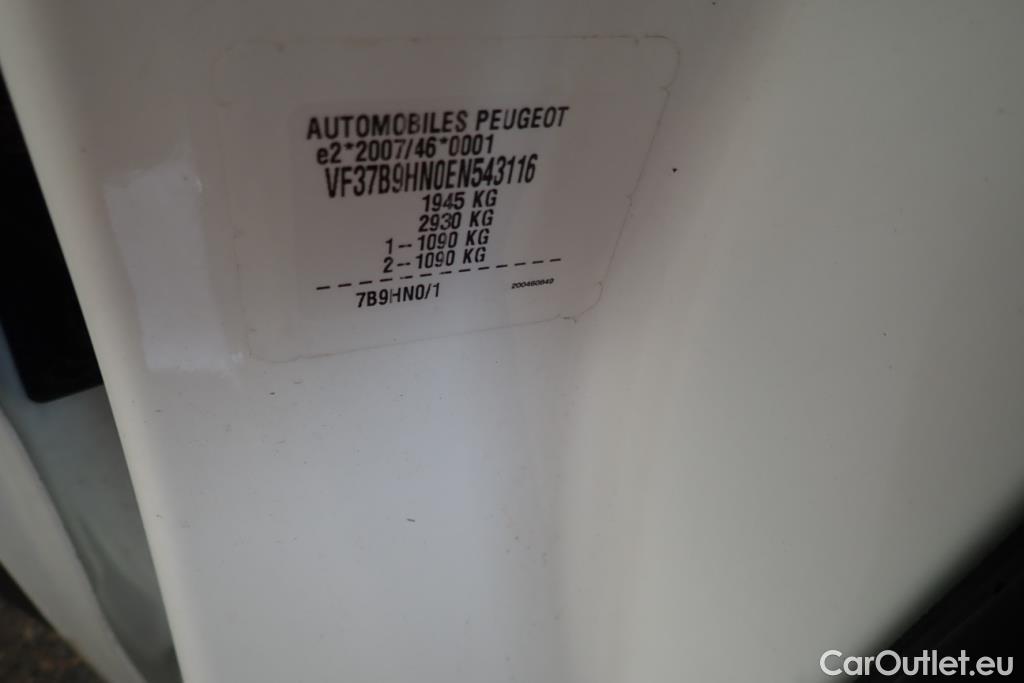 AUTOMOBILES PEUGEOT
e2*2007/46*0001
VF37B9HN0EN543116
1945 KG
2930 KG
1--1090 KG
2--1090 KG
7B9HN0/1
200460849
CarOutlet.eu